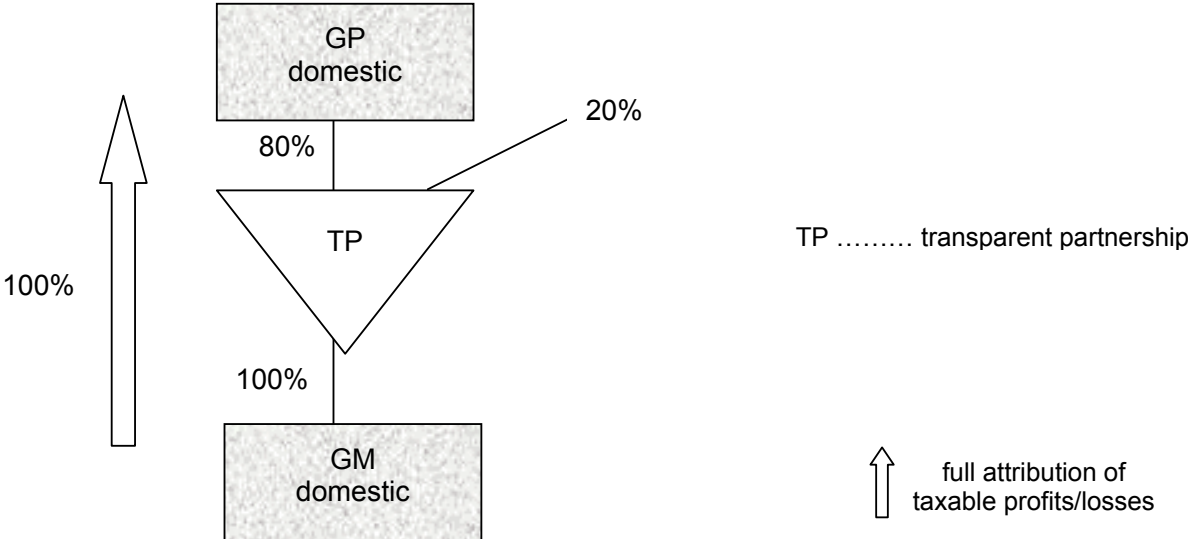 GP
domestic
20%
80%
TP
TP ……… transparent partnership
100%
100%
GM
domestic
full attribution of
taxable profits/losses